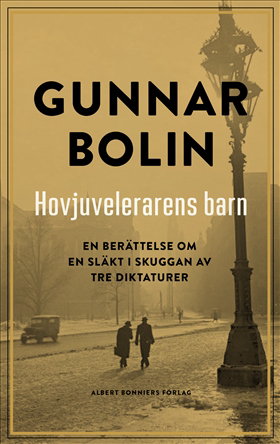 GUNNAR
BOLIN
Hovjuvelerarens barn
EN BERÄTTELSE OM
EN SLÄKT I SKUGGAN AV
TRE DIKTATURER
ALBERT BONNIERS FÖRLAG